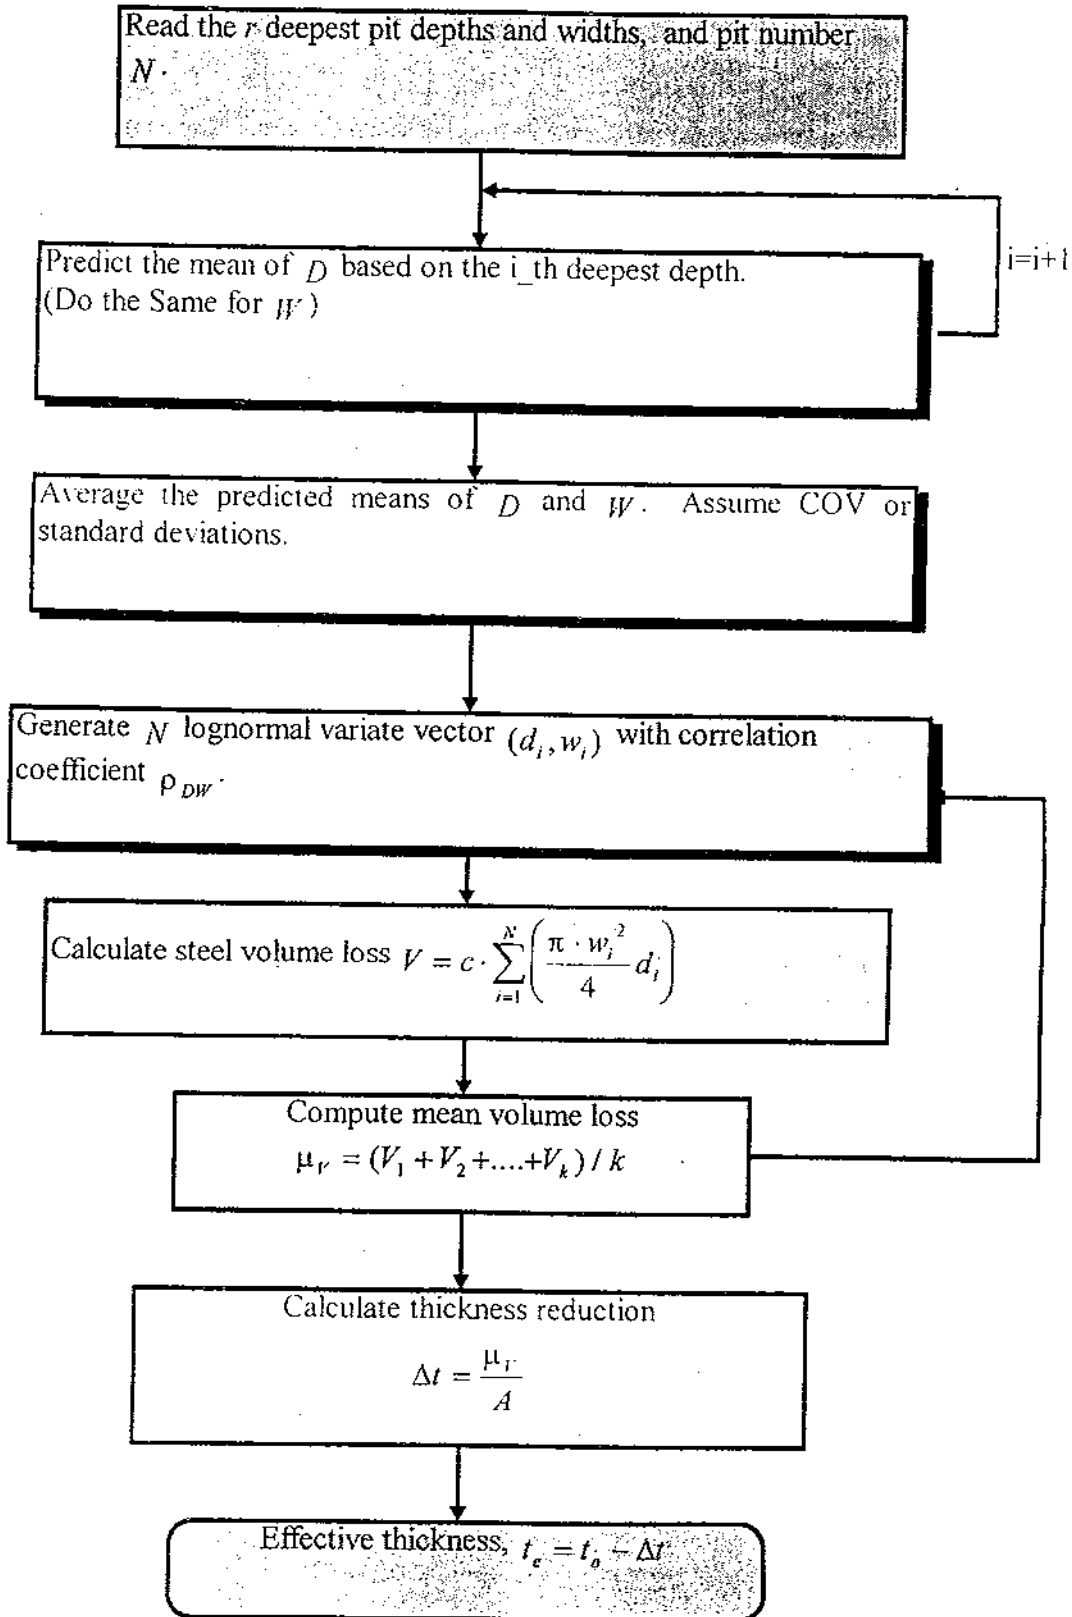 Read the r deepest pit depths and widths, and pit number
N.
i=i+1
Predict the mean of D based on the i_th deepest depth.
(Do the Same for W)
Average the predicted means of D and W. Assume COV or
standard deviations.
Generate N lognormal variate vector (d_i, w_i) with correlation
coefficient ρ_DW.
Calculate steel volume loss V = c · \sum_{i=1}^{N} ( \frac{π · w_i^2}{4} d_i )
Compute mean volume loss
μ_V = (V_1 + V_2 +....+V_k) / k
Calculate thickness reduction
Δt = \frac{μ_V}{A}
Effective thickness, t_e = t_o − Δt